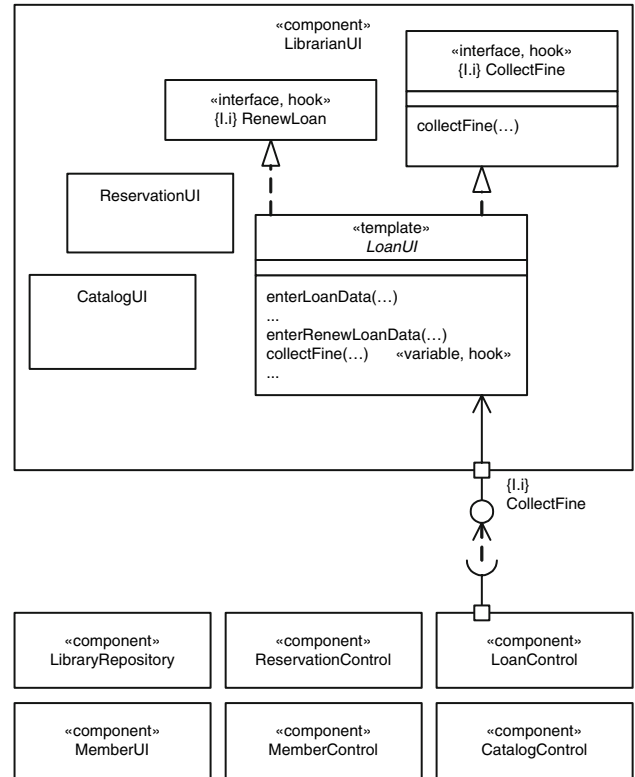 «component»
LibrarianUI
«interface, hook»
{I.i} CollectFine
collectFine(…)
«interface, hook»
{I.i} RenewLoan
ReservationUI
CatalogUI
«template»
LoanUI
enterLoanData(…)
...
enterRenewLoanData(…)
collectFine(…) «variable, hook»
...
{I.i}
CollectFine
«component»
LibraryRepository
«component»
ReservationControl
«component»
LoanControl
«component»
MemberUI
«component»
MemberControl
«component»
CatalogControl